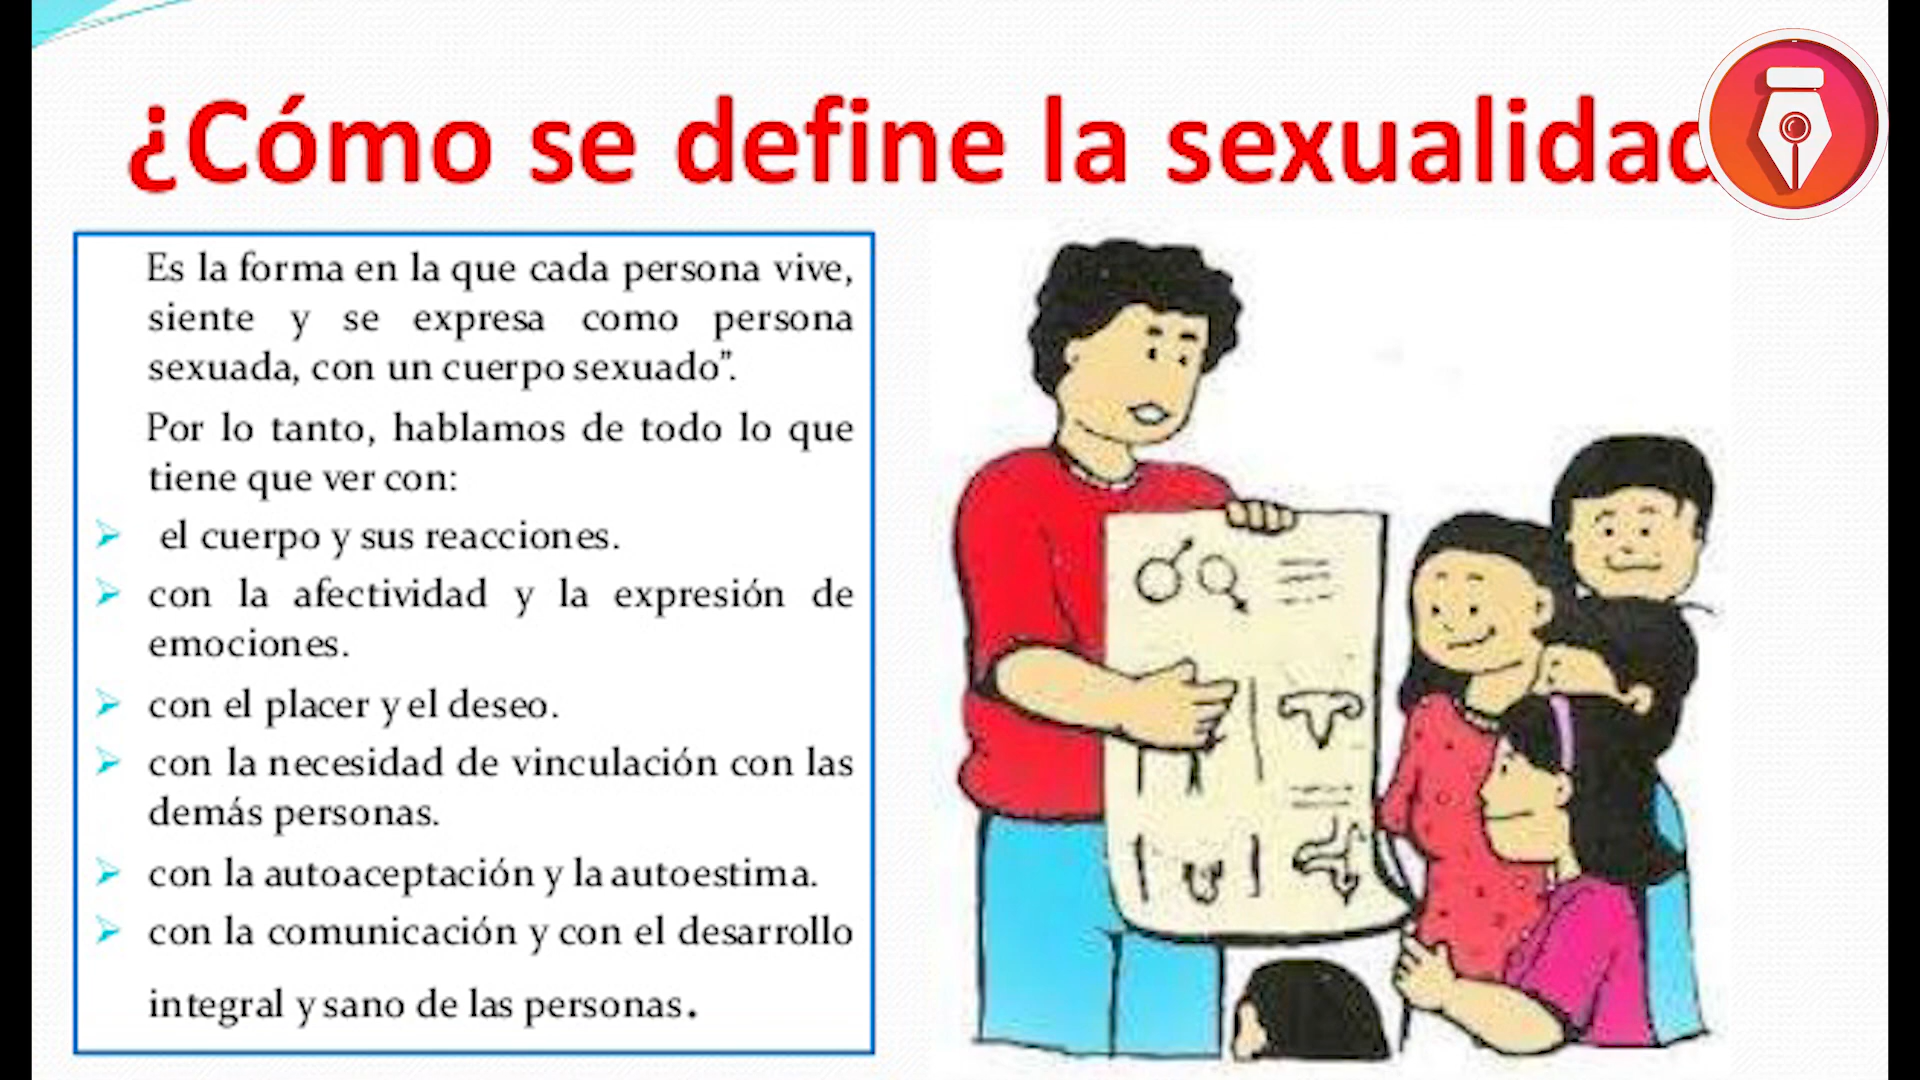 ¿Cómo se define la sexualidad
Es la forma en la que cada persona vive,
siente y se expresa como persona
sexuada, con un cuerpo sexuado”.
Por lo tanto, hablamos de todo lo que
tiene que ver con:
el cuerpo y sus reacciones.
con la afectividad y la expresión de
emociones.
con el placer y el deseo.
con la necesidad de vinculación con las
demás personas.
con la autoaceptación y la autoestima.
con la comunicación y con el desarrollo
integral y sano de las personas.